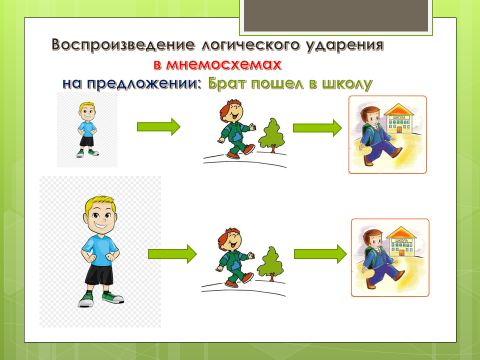 Воспроизведение логического ударения
в мнемосхемах
на предложении: Брат пошел в школу